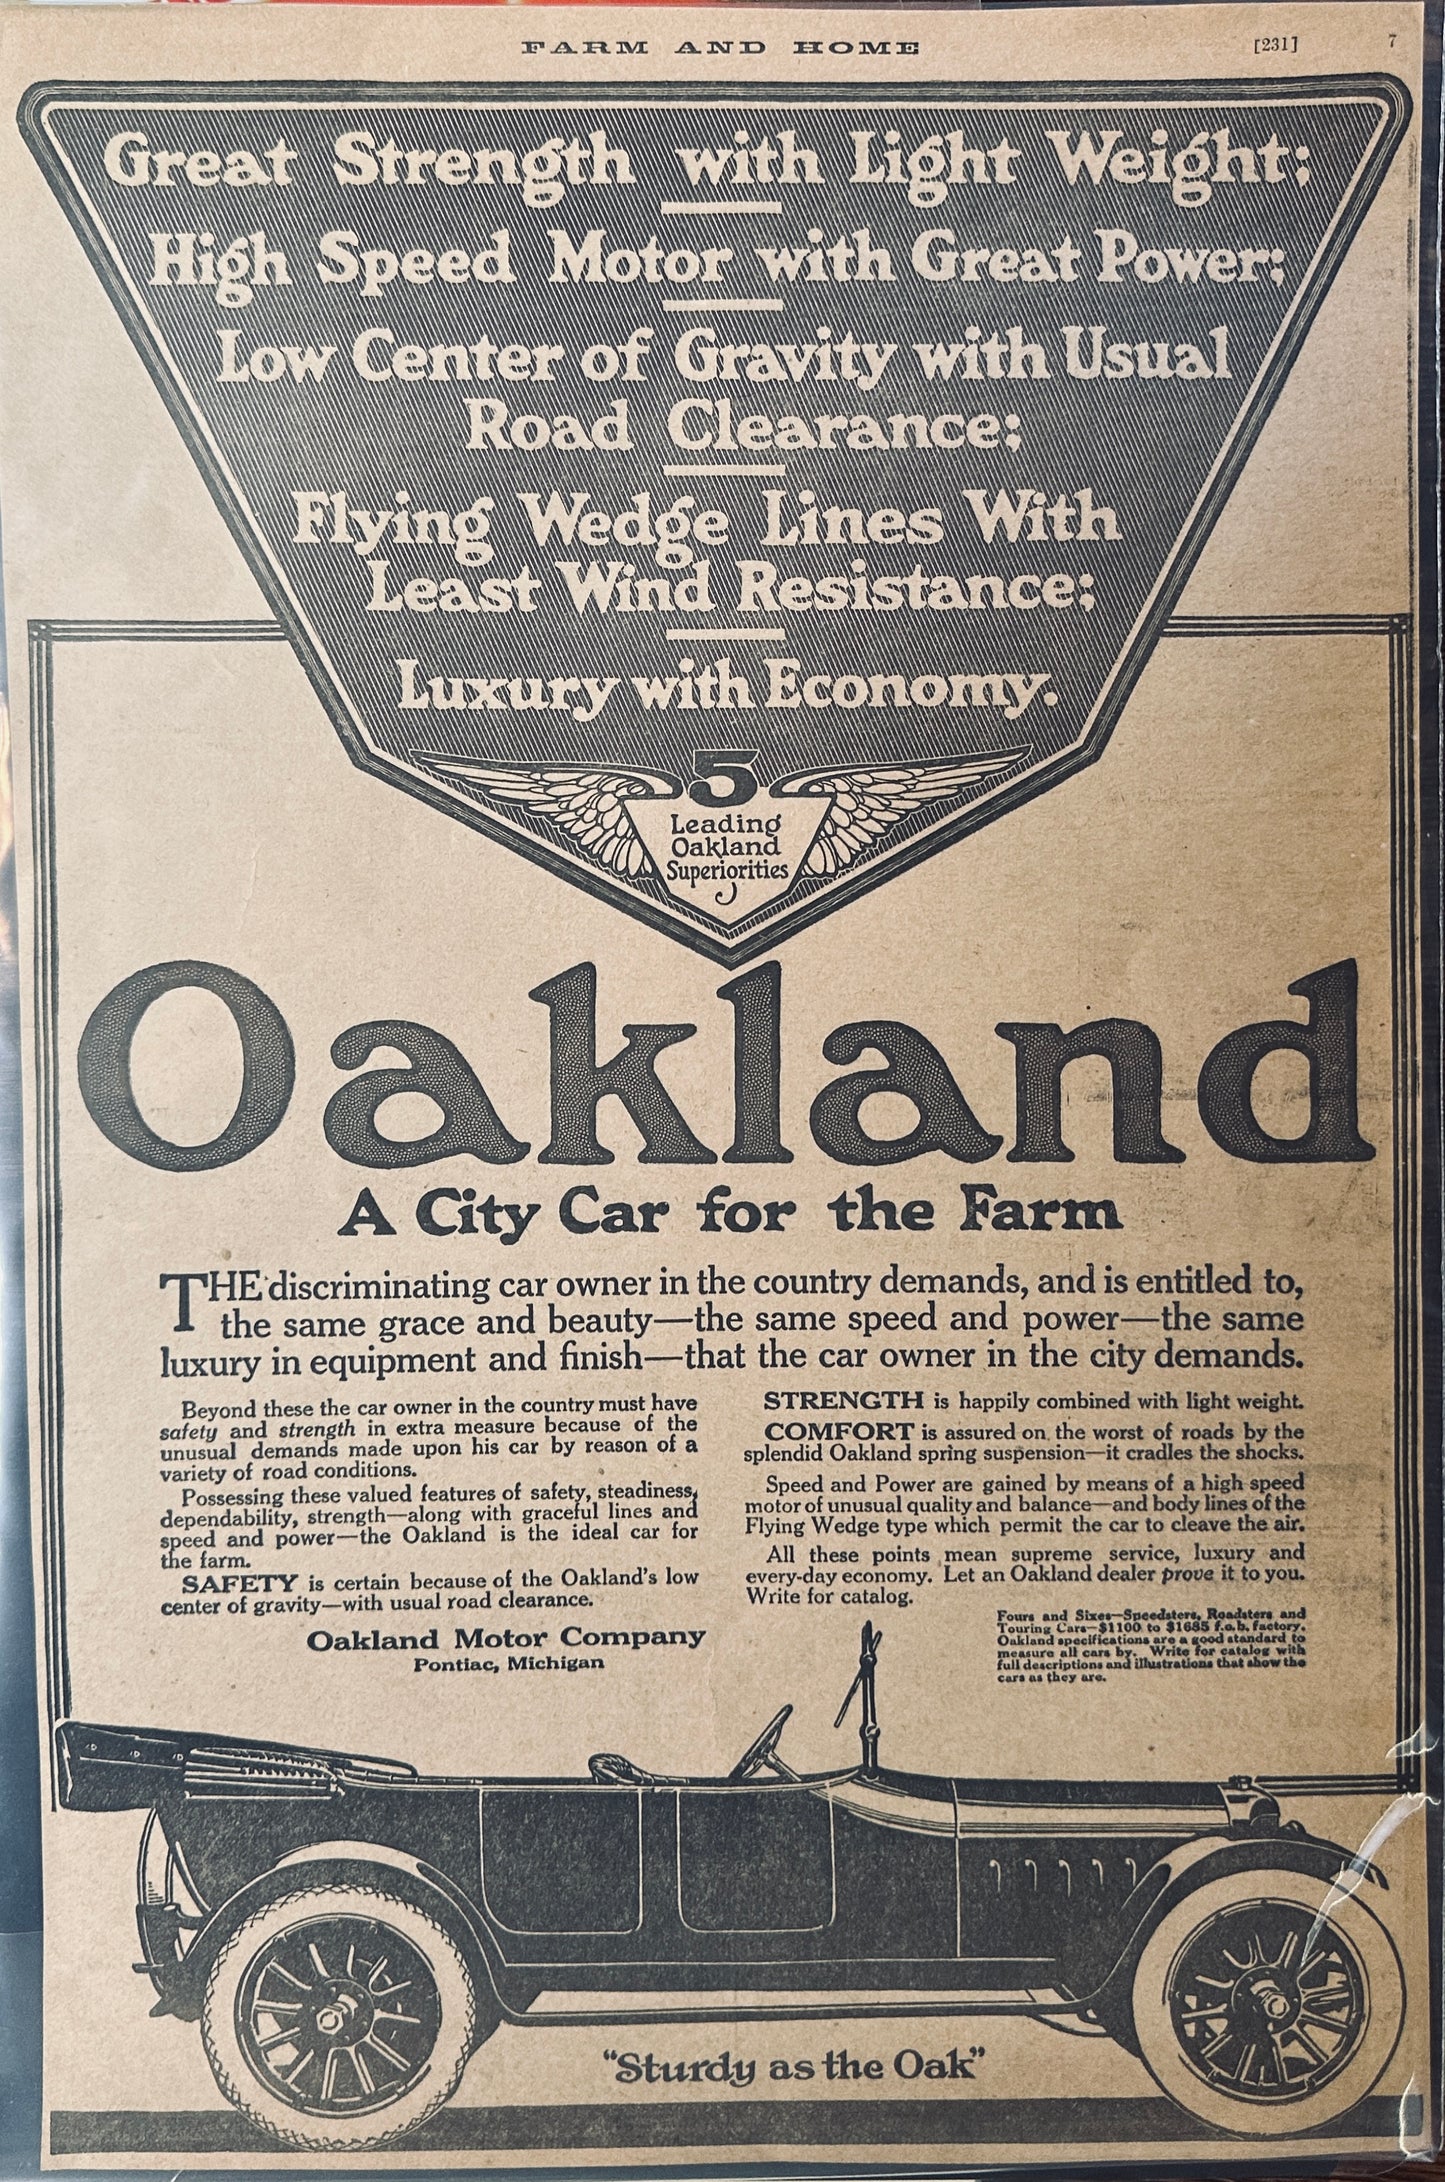 FARM AND HOME [231] 7
Great Strength with Light Weight;
High Speed Motor with Great Power;
Low Center of Gravity with Usual
Road Clearance;
Flying Wedge Lines With
Least Wind Resistance;
Luxury with Economy.
5
Leading
Oakland
Superiorities
Oakland
A City Car for the Farm
THE discriminating car owner in the country demands, and is entitled to,
the same grace and beauty—the same speed and power—the same
luxury in equipment and finish—that the car owner in the city demands.
Beyond these the car owner in the country must have
safety and strength in extra measure because of the
unusual demands made upon his car by reason of a
variety of road conditions.
Possessing these valued features of safety, steadiness,
dependability, strength—along with graceful lines and
speed and power—the Oakland is the ideal car for
the farm.
SAFETY is certain because of the Oakland's low
center of gravity—with usual road clearance.
Oakland Motor Company
Pontiac, Michigan
STRENGTH is happily combined with light weight.
COMFORT is assured on the worst of roads by the
splendid Oakland spring suspension—it cradles the shocks.
Speed and Power are gained by means of a high speed
motor of unusual quality and balance—and body lines of the
Flying Wedge type which permit the car to cleave the air.
All these points mean supreme service, luxury and
every-day economy. Let an Oakland dealer prove it to you.
Write for catalog.
Fours and Sixes—Speedsters, Roadsters and
Touring Cars—$1100 to $1685 f.o.b. factory.
Oakland specifications are a good standard to
measure all cars by. Write for catalog with
full descriptions and illustrations that show the
cars as they are.
"Sturdy as the Oak"